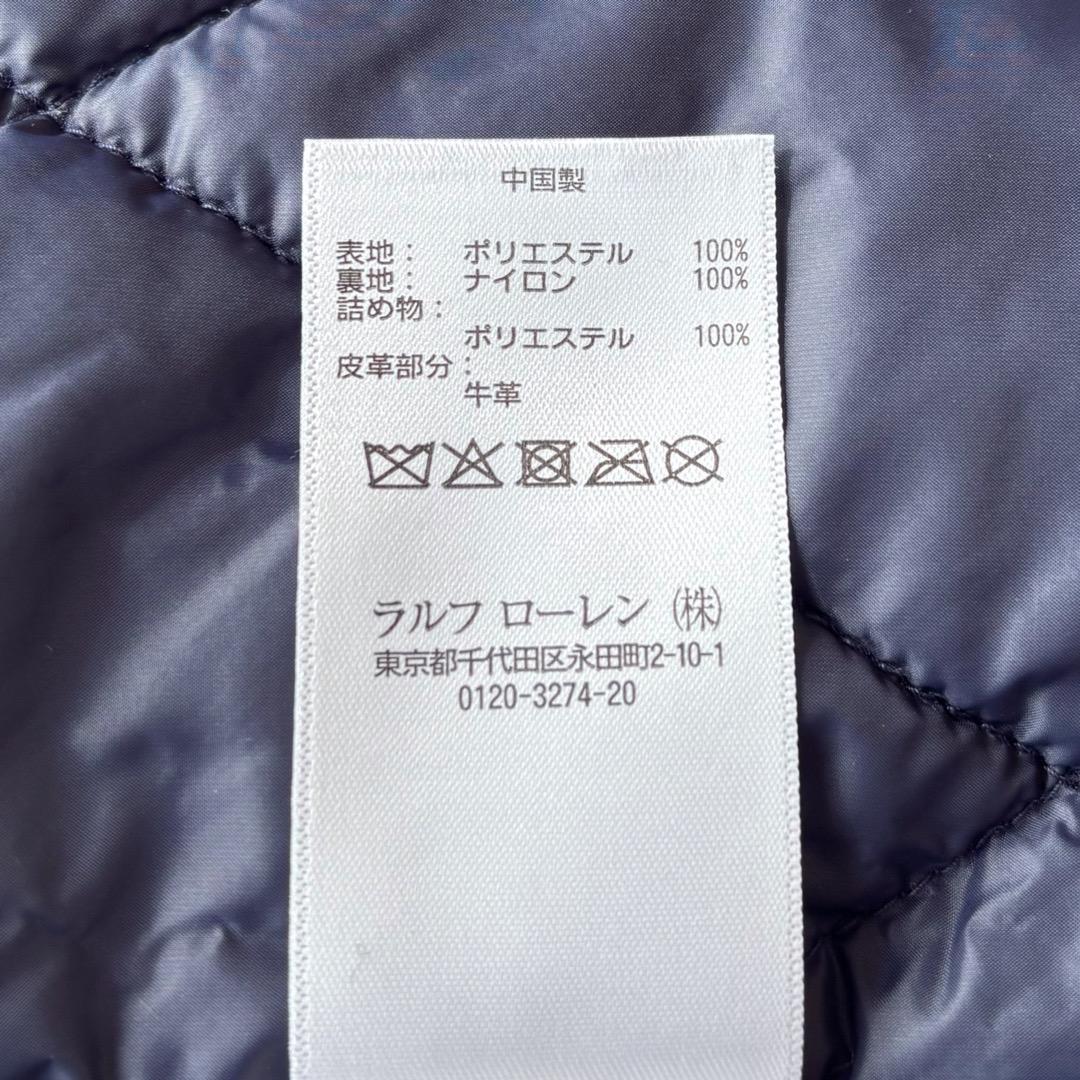 中国製
表地： ポリエステル 100%
裏地： ナイロン 100%
詰め物：
ポリエステル 100%
皮革部分：
牛革
ラルフ ローレン（株）
東京都千代田区永田町2-10-1
0120-3274-20